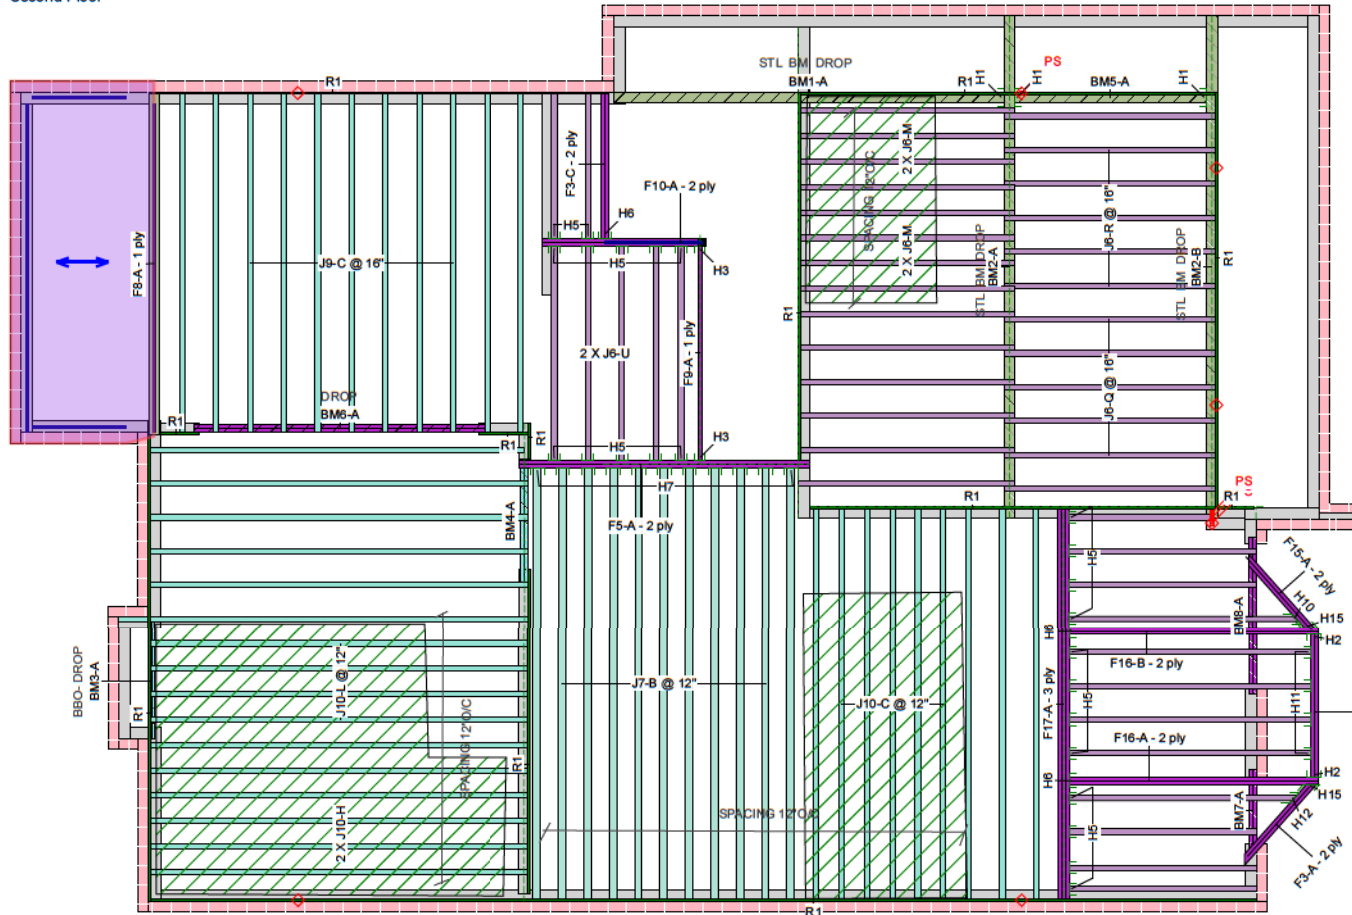 R1
STL BM DROP
BM1-A
R1
H1
H1
PS
BM5-A
H1
F3-C - 2 ply
F10-A - 2 ply
2 X J6-M
SPACING 12"O/C
J6-R @ 16"
H6
H5
H5
H3
F8-A - 1 ply
J9-C @ 16"
2 X J6-M
STL BM DROP
BM2-A
STL BM DROP
BM2-B
R1
R1
2 X J6-U
F9-A - 1 ply
J6-Q @ 16"
DROP
BM6-A
R1
R1
R1
H5
H3
H7
PS
R1
R1
BM4-A
F5-A - 2 ply
H5
F15-A - 2 ply
H10
BM8-A
H15
H6
H2
BBO- DROP
BM3-A
J10-L @ 12"
J7-B @ 12"
J10-C @ 12"
F16-B - 2 ply
F17-A - 3 ply
H5
H11
R1
SPACING 12"O/C
F16-A - 2 ply
R1
H6
H2
H15
SPACING 12"O/C
2 X J10-H
H5
BM7-A
H12
F3-A - 2 ply
R1